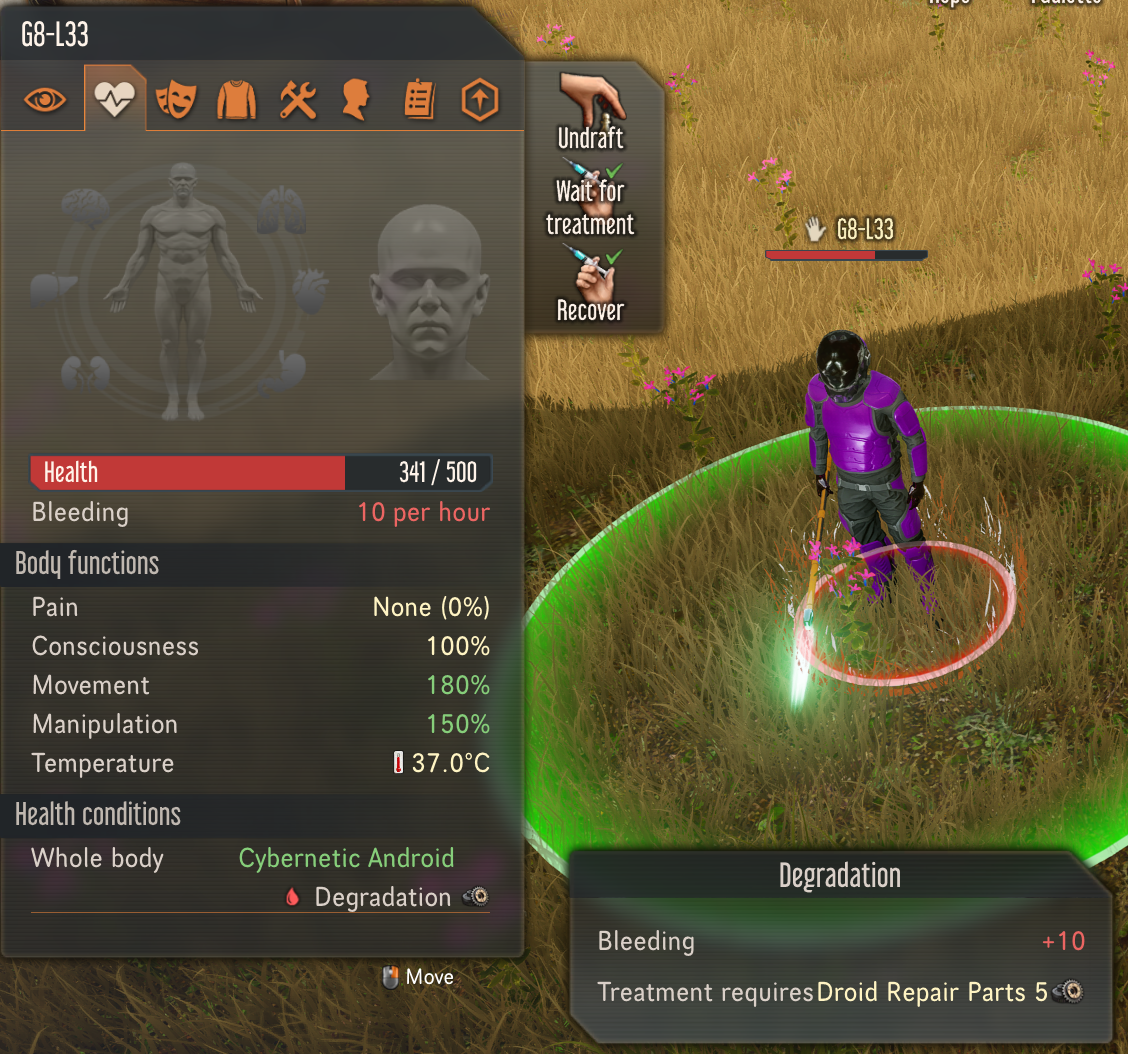 G8-L33
Undraft
Wait for
treatment
Recover
G8-L33
Health 341 / 500
Bleeding 10 per hour
Body functions
Pain None (0%)
Consciousness 100%
Movement 180%
Manipulation 150%
Temperature 37.0°C
Health conditions
Whole body Cybernetic Android
Degradation
Move
Degradation
Bleeding +10
Treatment requires Droid Repair Parts 5